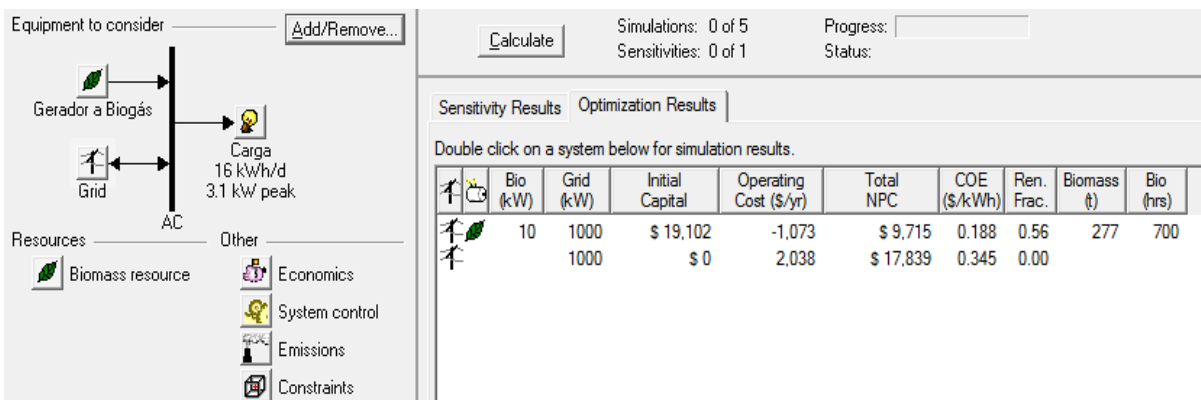 Equipment to consider
Add/Remove...
Gerador a Biogás
Grid
AC
Carga
16 kWh/d
3.1 kW peak
Resources
Biomass resource
Other
Economics
System control
Emissions
Constraints
Calculate
Simulations: 0 of 5
Sensitivities: 0 of 1
Progress:
Status:
Sensitivity Results
Optimization Results
Double click on a system below for simulation results.
Bio (kW) Grid (kW) Initial Capital Operating Cost ($/yr) Total NPC COE ($/kWh) Ren. Frac. Biomass (t) Bio (hrs)
10 1000 $ 19,102 -1,073 $ 9,715 0.188 0.56 277 700
1000 $ 0 2,038 $ 17,839 0.345 0.00